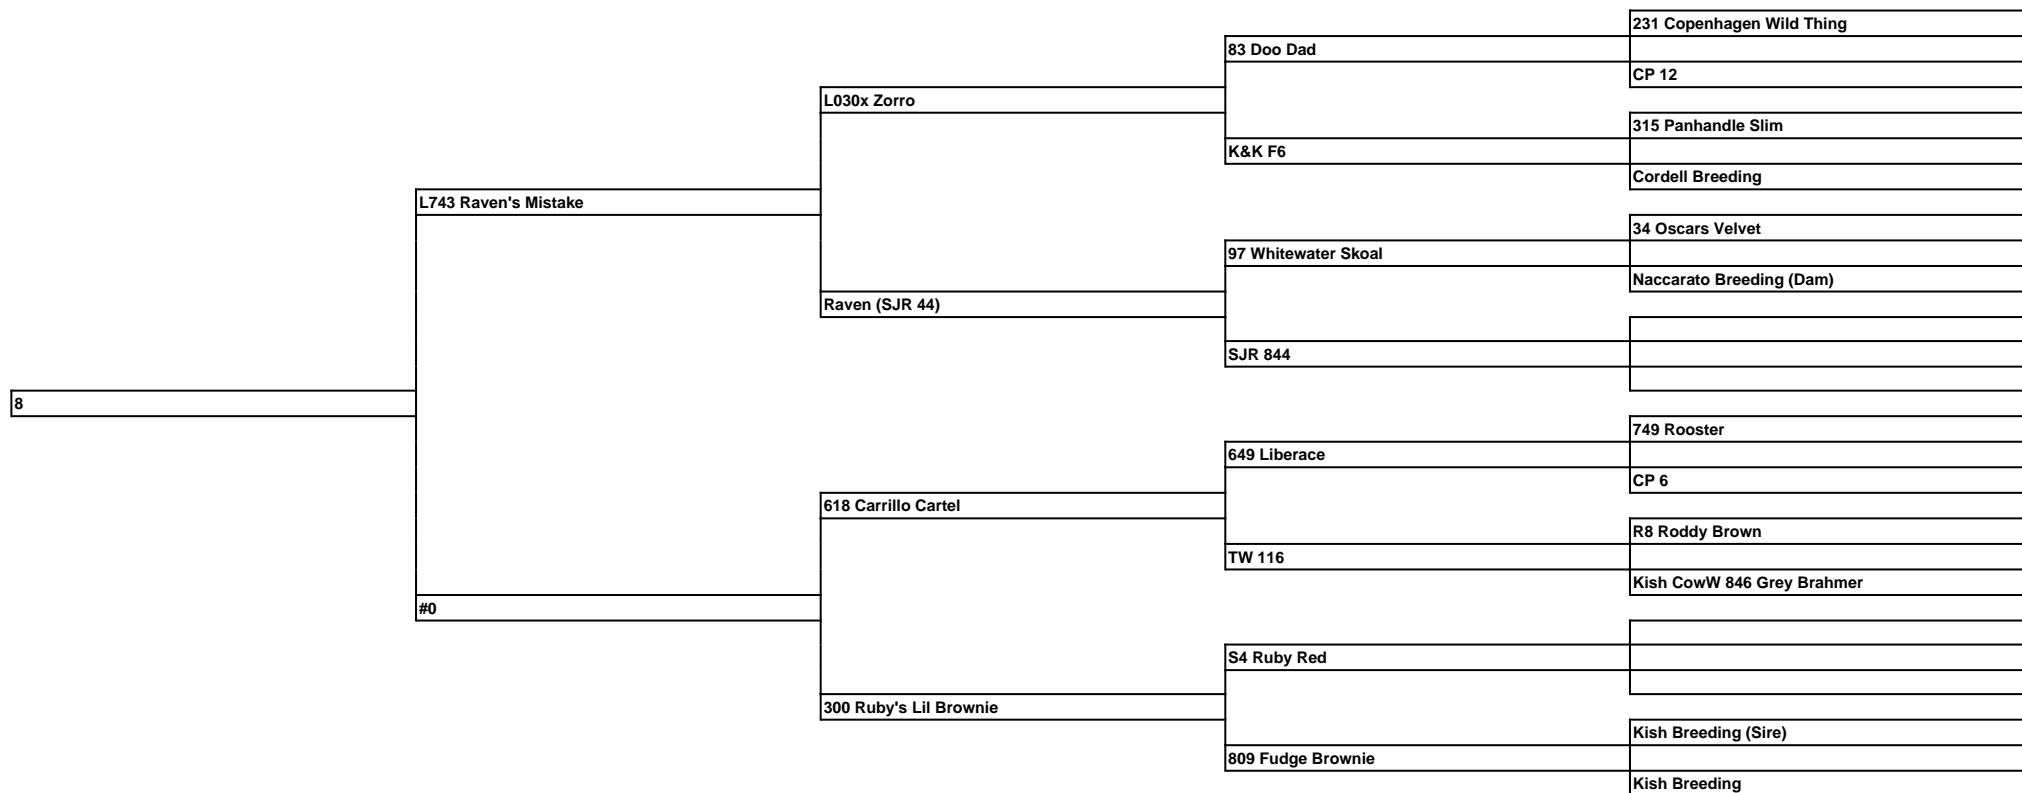 231 Copenhagen Wild Thing
83 Doo Dad
CP 12
L030x Zorro
315 Panhandle Slim
K&K F6
Cordell Breeding
L743 Raven's Mistake
34 Oscars Velvet
97 Whitewater Skoal
Naccarato Breeding (Dam)
Raven (SJR 44)
SJR 844
8
749 Rooster
649 Liberace
CP 6
618 Carrillo Cartel
R8 Roddy Brown
TW 116
Kish CowW 846 Grey Brahmer
#0
S4 Ruby Red
300 Ruby's Lil Brownie
Kish Breeding (Sire)
809 Fudge Brownie
Kish Breeding